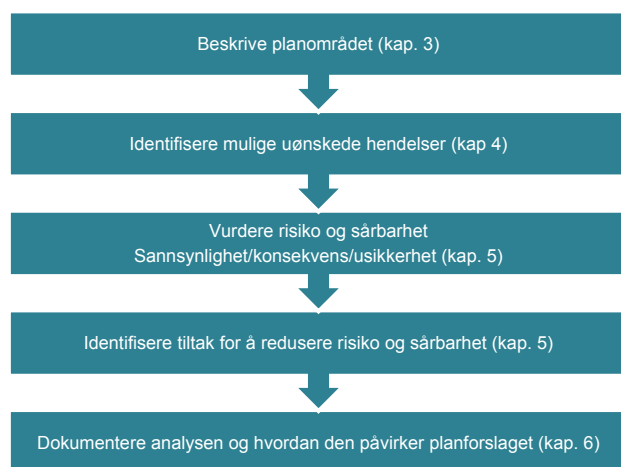 Beskrive planområdet (kap. 3)
Identifisere mulige uønskede hendelser (kap 4)
Vurdere risiko og sårbarhet
Sannsynlighet/konsekvens/usikkerhet (kap. 5)
Identifisere tiltak for å redusere risiko og sårbarhet (kap. 5)
Dokumentere analysen og hvordan den påvirker planforslaget (kap. 6)